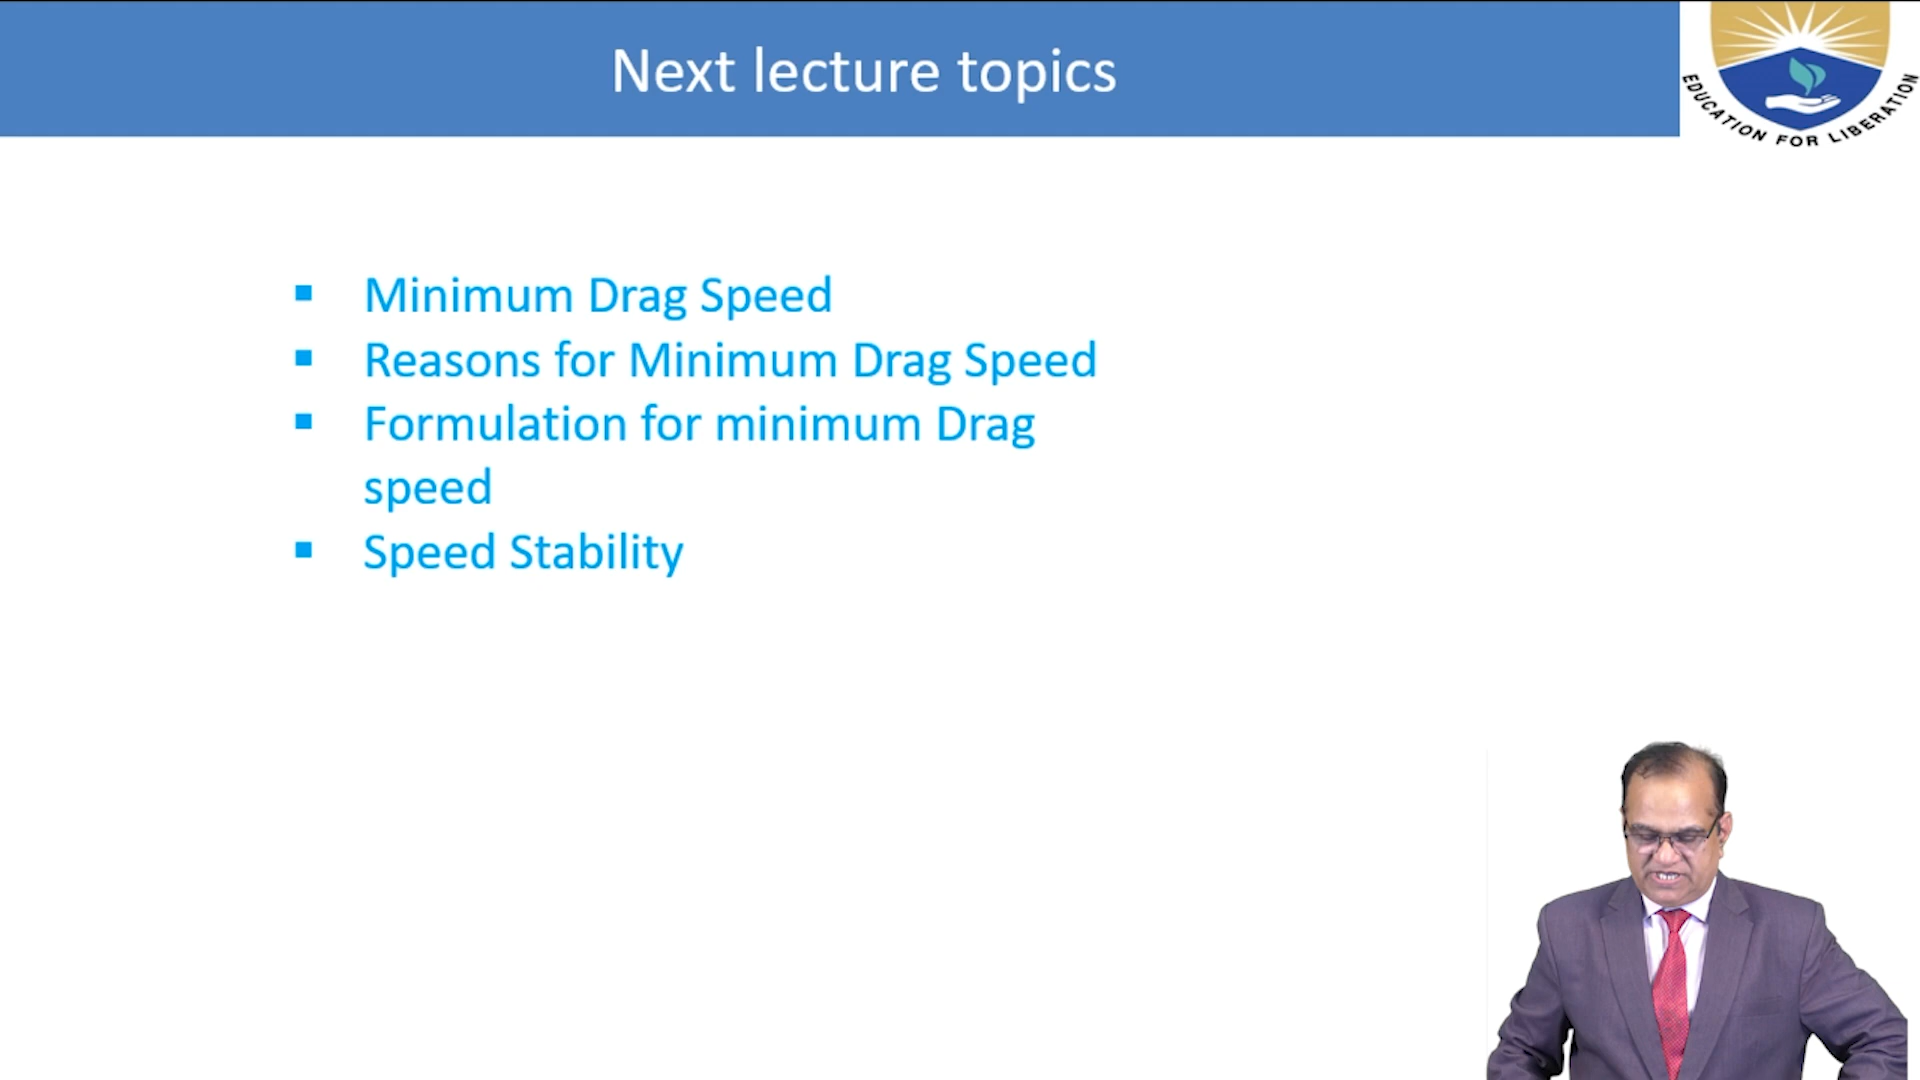 Next lecture topics
EDUCATION FOR LIBERATION
▪ Minimum Drag Speed
▪ Reasons for Minimum Drag Speed
▪ Formulation for minimum Drag
speed
▪ Speed Stability